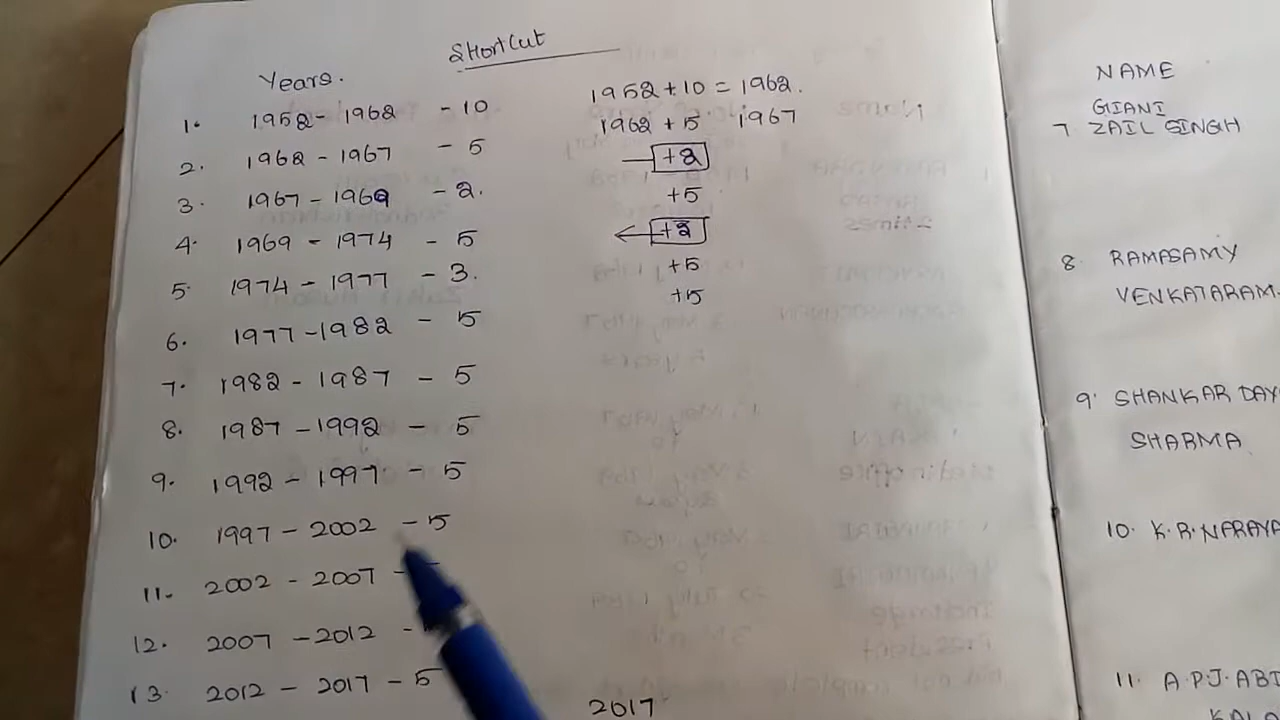 Shortcut
Years.
1. 1952 - 1962 - 10
2. 1962 - 1967 - 5
3. 1967 - 1969 - 2.
4. 1969 - 1974 - 5
5. 1974 - 1977 - 3.
6. 1977 - 1982 - 5
7. 1982 - 1987 - 5
8. 1987 - 1992 - 5
9. 1992 - 1997 - 5
10. 1997 - 2002 - 5
11. 2002 - 2007 -
12. 2007 - 2012 -
13. 2012 - 2017 - 5
1952 + 10 = 1962.
1962 + 5 1967
+2
+5
+3
+5
+5
2017
NAME
GIANI
7 ZAIL SINGH
8. RAMASAMY
VENKATARAM
9. SHANKAR DAY
SHARMA
10. K.R. NARAYA
11. A.P.J. ABD